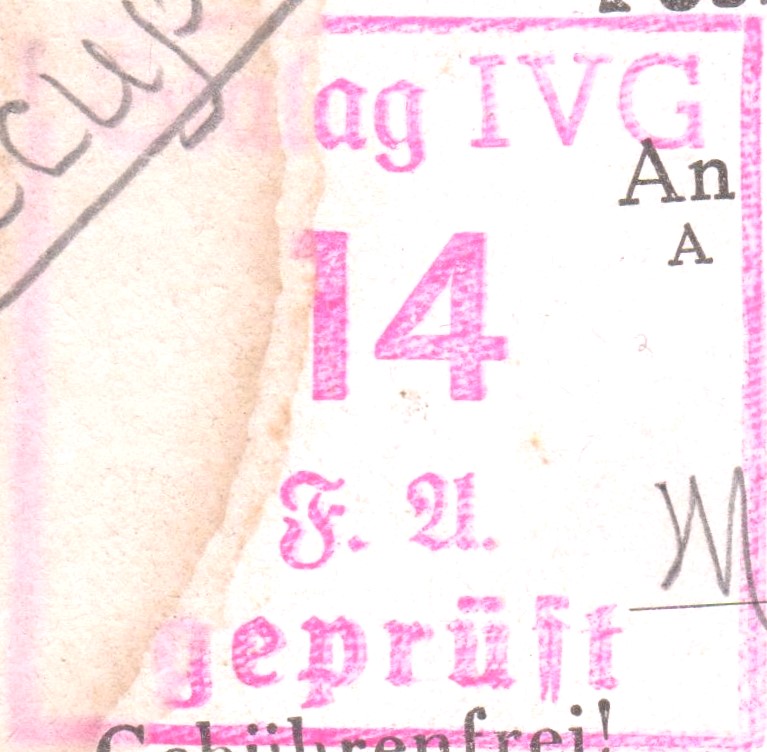 ag IVG
An
A
14
F. A.
geprüft
Gebührenfrei!